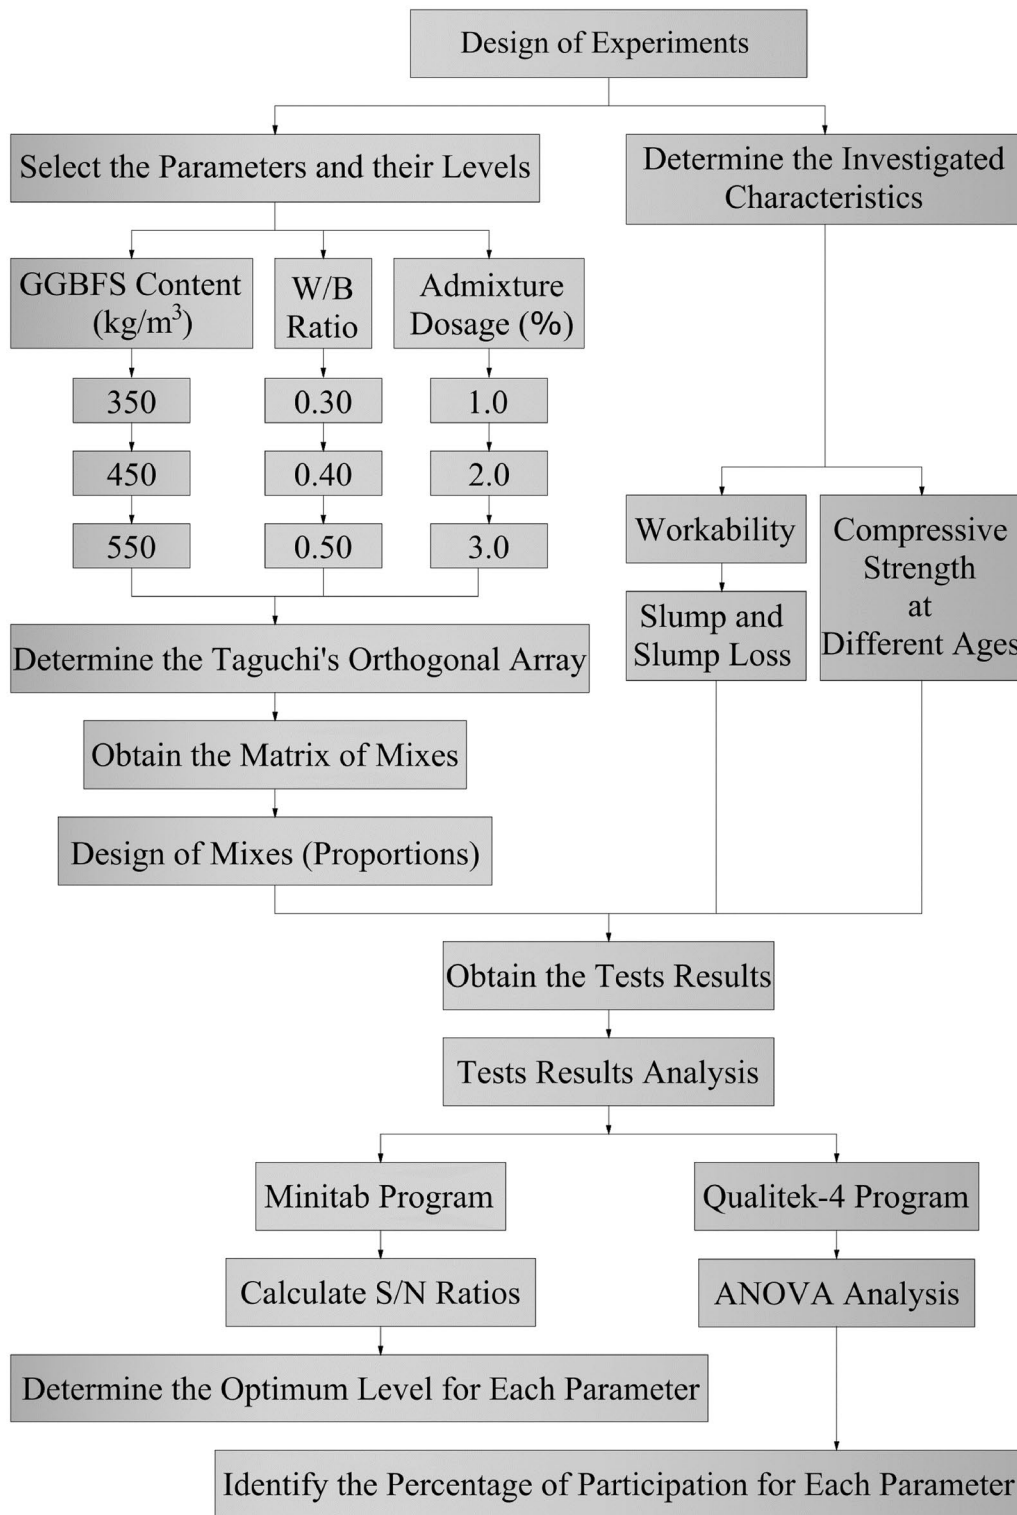 Design of Experiments
Select the Parameters and their Levels
Determine the Investigated
Characteristics
GGBFS Content
(kg/m³)
W/B
Ratio
Admixture
Dosage (%)
350
0.30
1.0
450
0.40
2.0
550
0.50
3.0
Workability
Slump and
Slump Loss
Compressive
Strength
at
Different Ages
Determine the Taguchi's Orthogonal Array
Obtain the Matrix of Mixes
Design of Mixes (Proportions)
Obtain the Tests Results
Tests Results Analysis
Minitab Program
Qualitek-4 Program
Calculate S/N Ratios
ANOVA Analysis
Determine the Optimum Level for Each Parameter
Identify the Percentage of Participation for Each Parameter